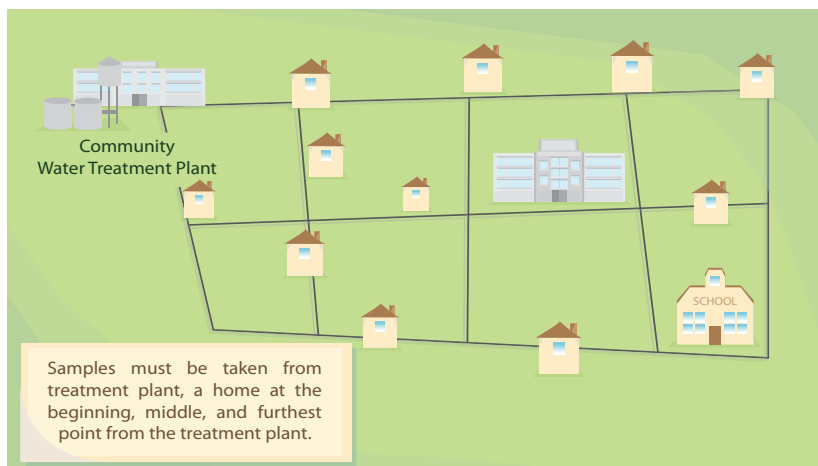 Community
Water Treatment Plant
SCHOOL
Samples must be taken from
treatment plant, a home at the
beginning, middle, and furthest
point from the treatment plant.